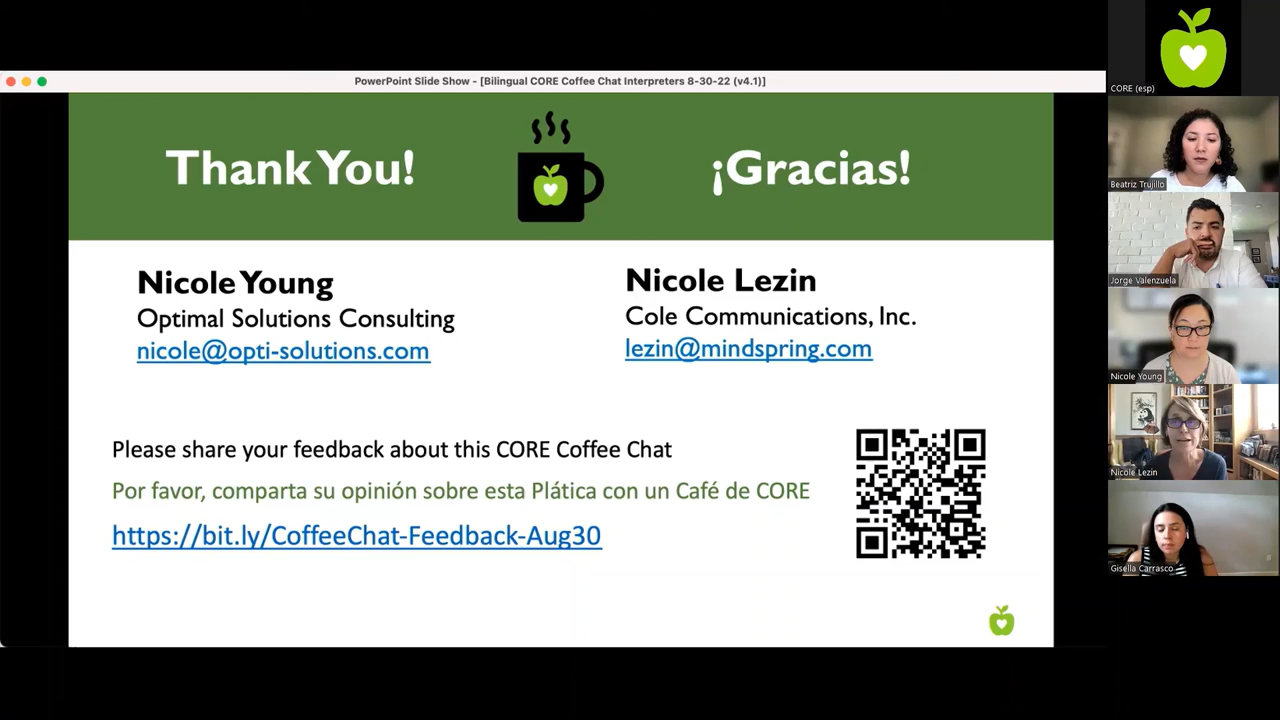 PowerPoint Slide Show - [Bilingual CORE Coffee Chat Interpreters 8-30-22 (v4.1)]
Thank You!
¡Gracias!
Nicole Young
Optimal Solutions Consulting
nicole@opti-solutions.com
Nicole Lezin
Cole Communications, Inc.
lezin@mindspring.com
Please share your feedback about this CORE Coffee Chat
Por favor, comparta su opinión sobre esta Plática con un Café de CORE
https://bit.ly/CoffeeChat-Feedback-Aug30
CORE (esp)
Beatriz Trujillo
Jorge Valenzuela
Nicole Young
Nicole Lezin
Gisella Carrasco